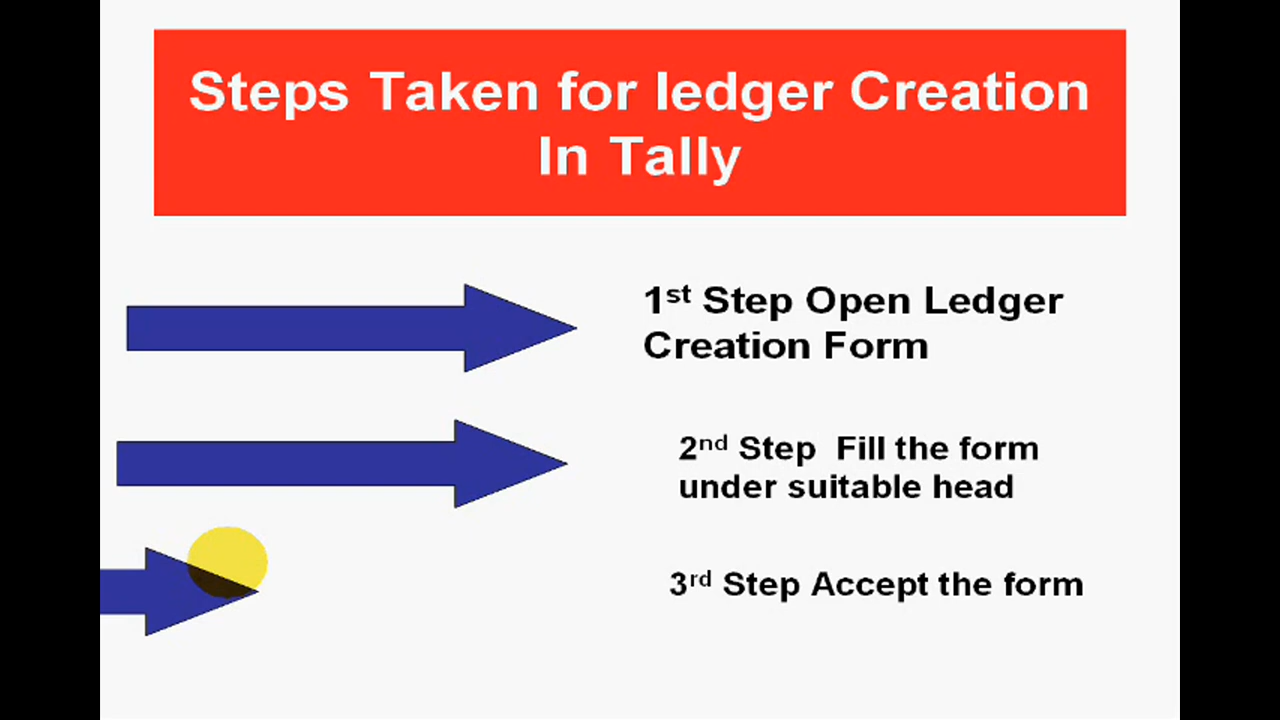 Steps Taken for ledger Creation
In Tally
1st Step Open Ledger
Creation Form
2nd Step Fill the form
under suitable head
3rd Step Accept the form